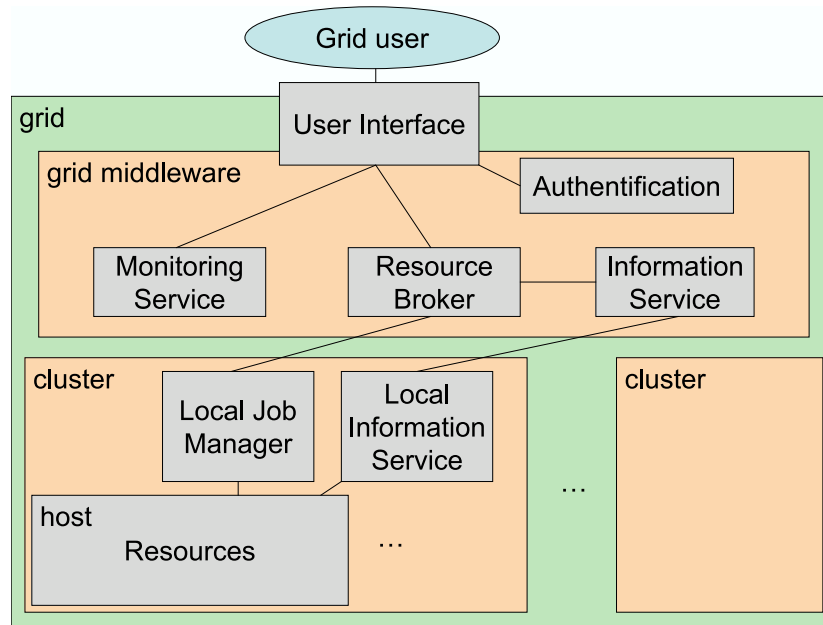 Grid user
grid
User Interface
grid middleware
Authentification
Monitoring
Service
Resource
Broker
Information
Service
cluster
Local Job
Manager
Local
Information
Service
cluster
...
host
Resources
...